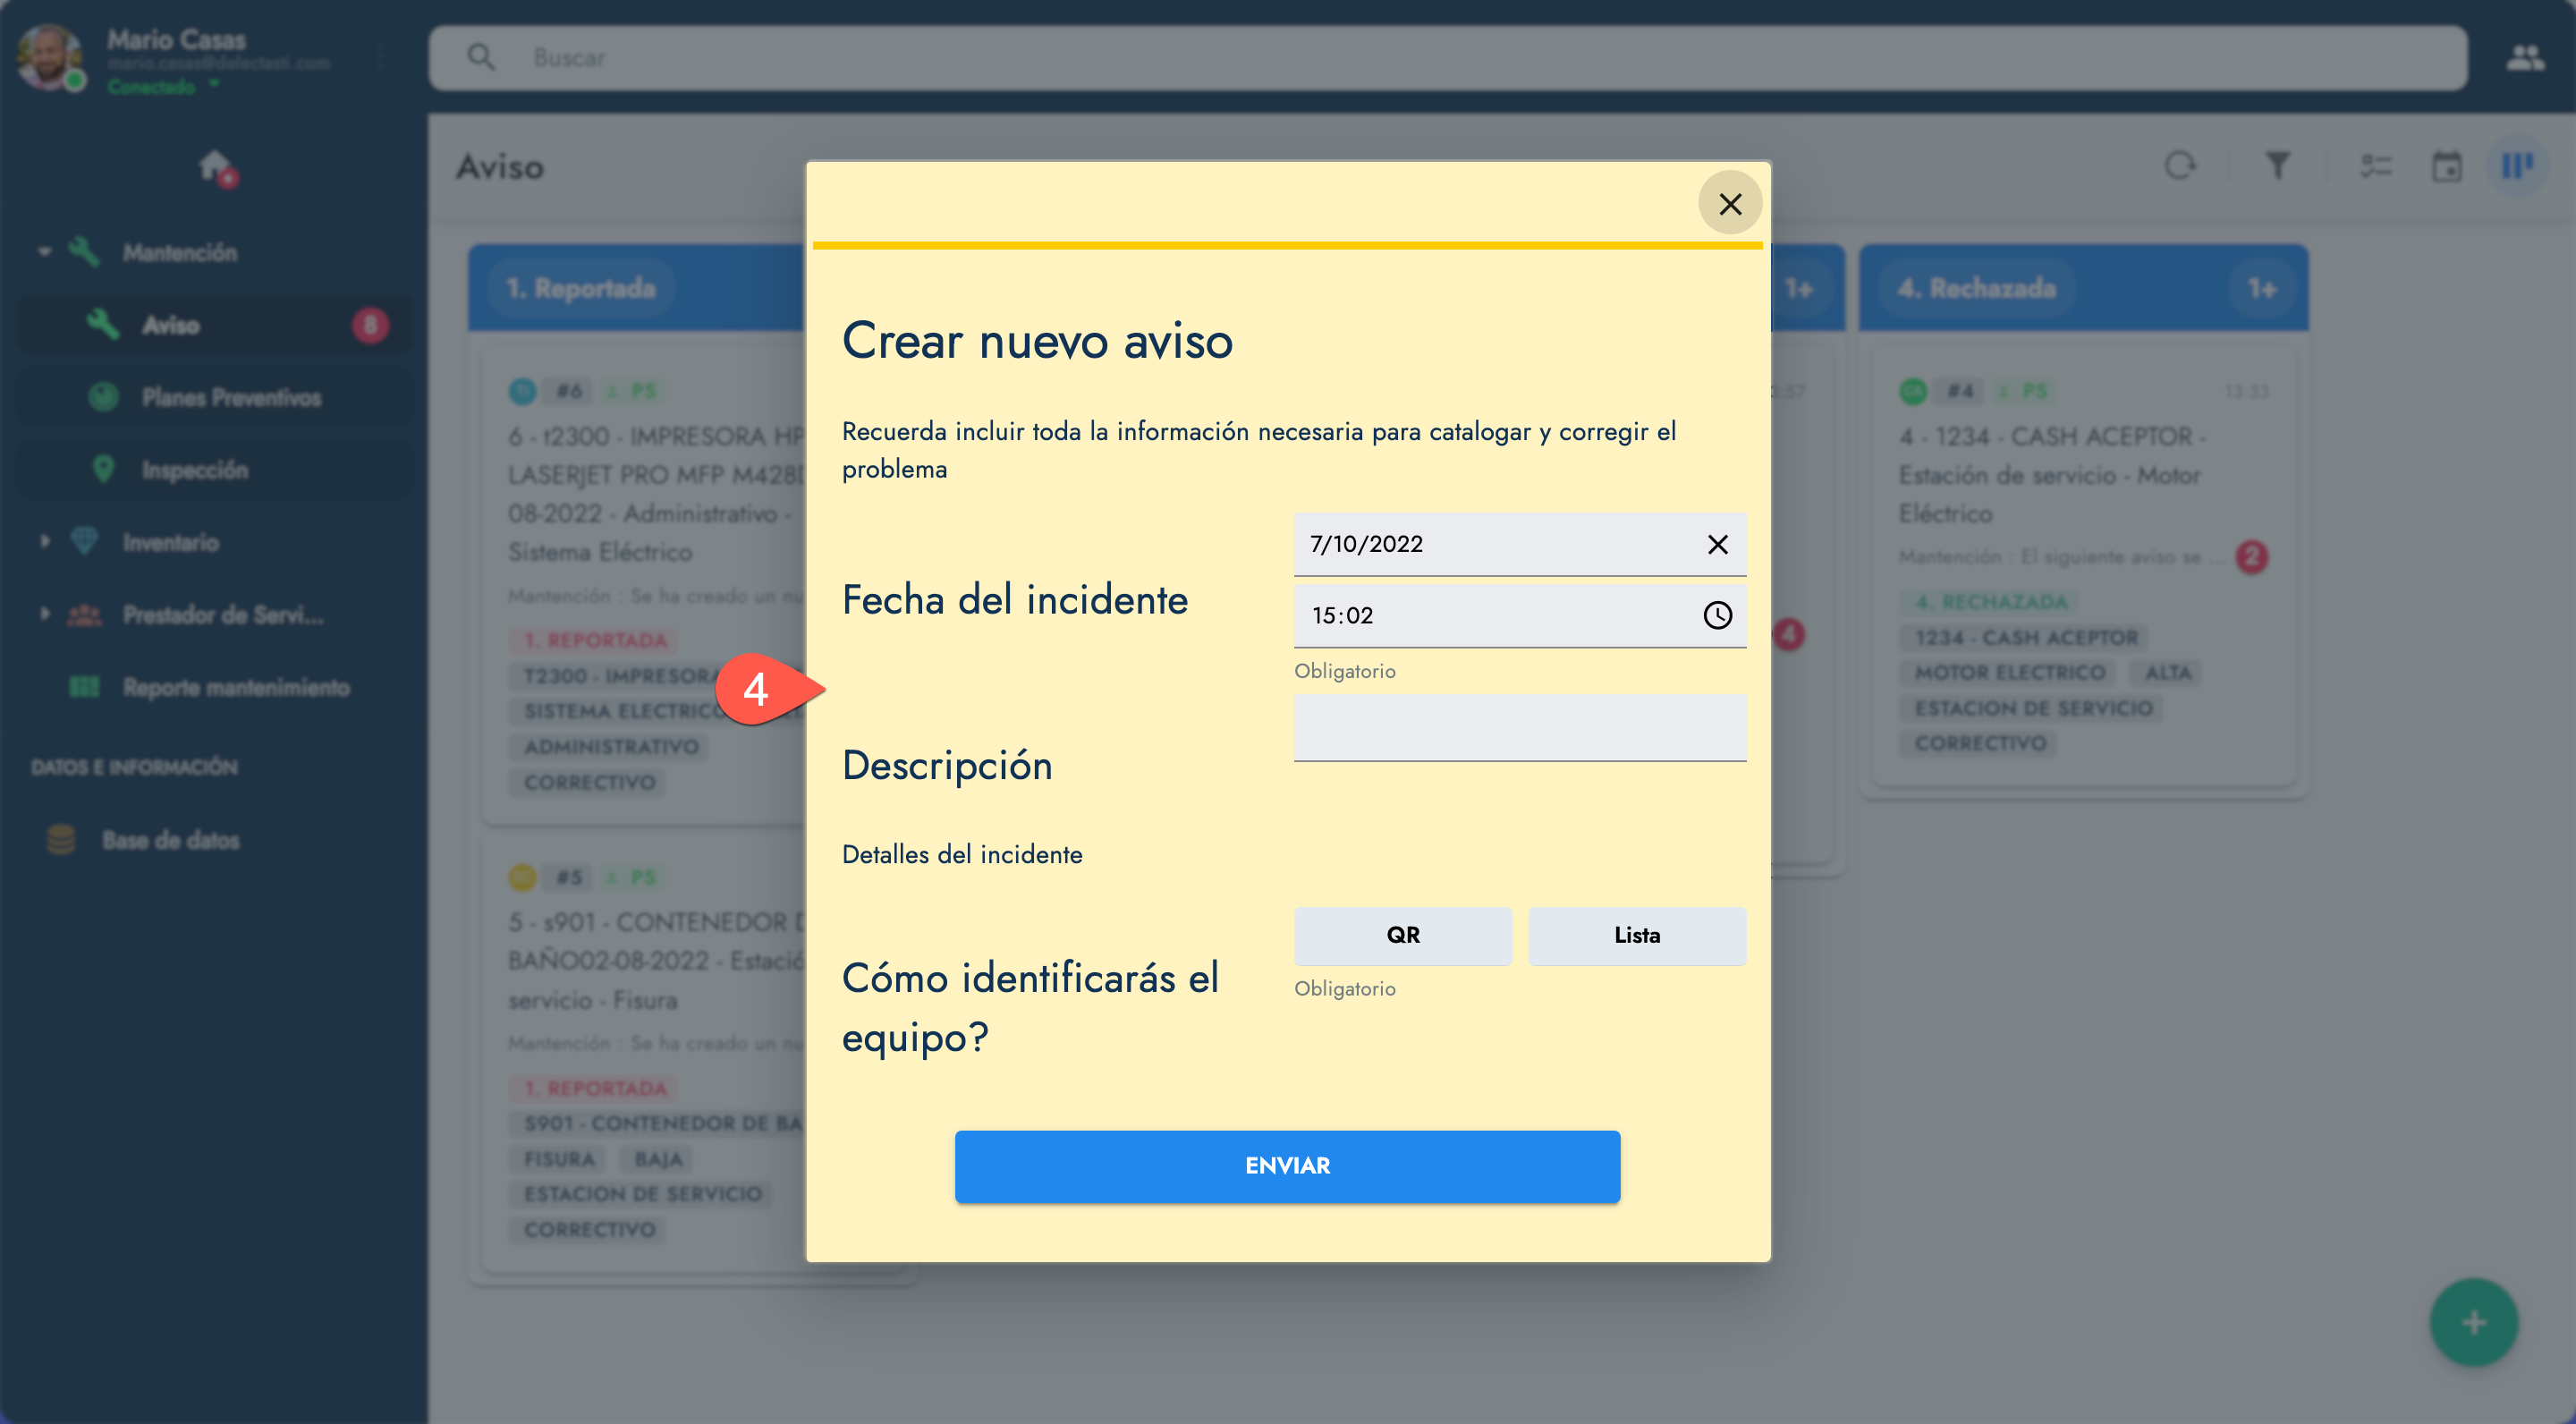 Mario Casas
mario.casas@delectosti.com
Conectado
Buscar
Mantención
Aviso 8
Planes Preventivos
Inspección
Inventario
Prestador de Servi...
Reporte mantenimiento
DATOS E INFORMACIÓN
Base de datos
Aviso
1. Reportada
#6 PS
6 - t2300 - IMPRESORA HP
LASERJET PRO MFP
08-2022 - Administrativo -
Sistema Eléctrico
Mantención : Se ha creado un
1. REPORTADA
T2300 - IMPRESORA
SISTEMA ELECTRICO
ADMINISTRATIVO
CORRECTIVO
#5 PS
5 - s901 - CONTENEDOR
BAÑO02-08-2022 -
servicio - Fisura
Mantención : Se ha creado un
1. REPORTADA
S901 - CONTENEDOR DE
FISURA BAJA
ESTACION DE SERVICIO
CORRECTIVO
4
Crear nuevo aviso
Recuerda incluir toda la información necesaria para catalogar y corregir el
problema
Fecha del incidente
7/10/2022
15:02
Obligatorio
Descripción
Detalles del incidente
Cómo identificarás el
equipo?
QR Lista
Obligatorio
ENVIAR
1+
4
4. Rechazada 1+
#4 PS 13:33
4 - 1234 - CASH ACEPTOR -
Estación de servicio - Motor
Eléctrico
Mantención : El siguiente aviso se ... 2
4. RECHAZADA
1234 - CASH ACEPTOR
MOTOR ELECTRICO ALTA
ESTACION DE SERVICIO
CORRECTIVO